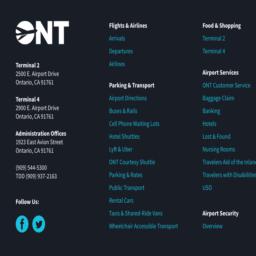 ONT
Terminal 2
2500 E. Airport Drive
Ontario, CA 91761
Terminal 4
2900 E. Airport Drive
Ontario, CA 91761
Administration Offices
1923 East Avion Street
Ontario, CA 91761
(909) 544-5300
TDD (909) 937-2163
Follow Us:
Flights & Airlines
Arrivals
Departures
Airlines
Parking & Transport
Airport Directions
Buses & Rails
Cell Phone Waiting Lots
Hotel Shuttles
Lyft & Uber
ONT Courtesy Shuttle
Parking & Rates
Public Transport
Rental Cars
Taxis & Shared-Ride Vans
Wheelchair Accessible Transport
Food & Shopping
Terminal 2
Terminal 4
Airport Services
ONT Customer Service
Baggage Claim
Banking
Hotels
Lost & Found
Nursing Rooms
Travelers Aid of the Inlan
Travelers with Disabilities
USO
Airport Security
Overview